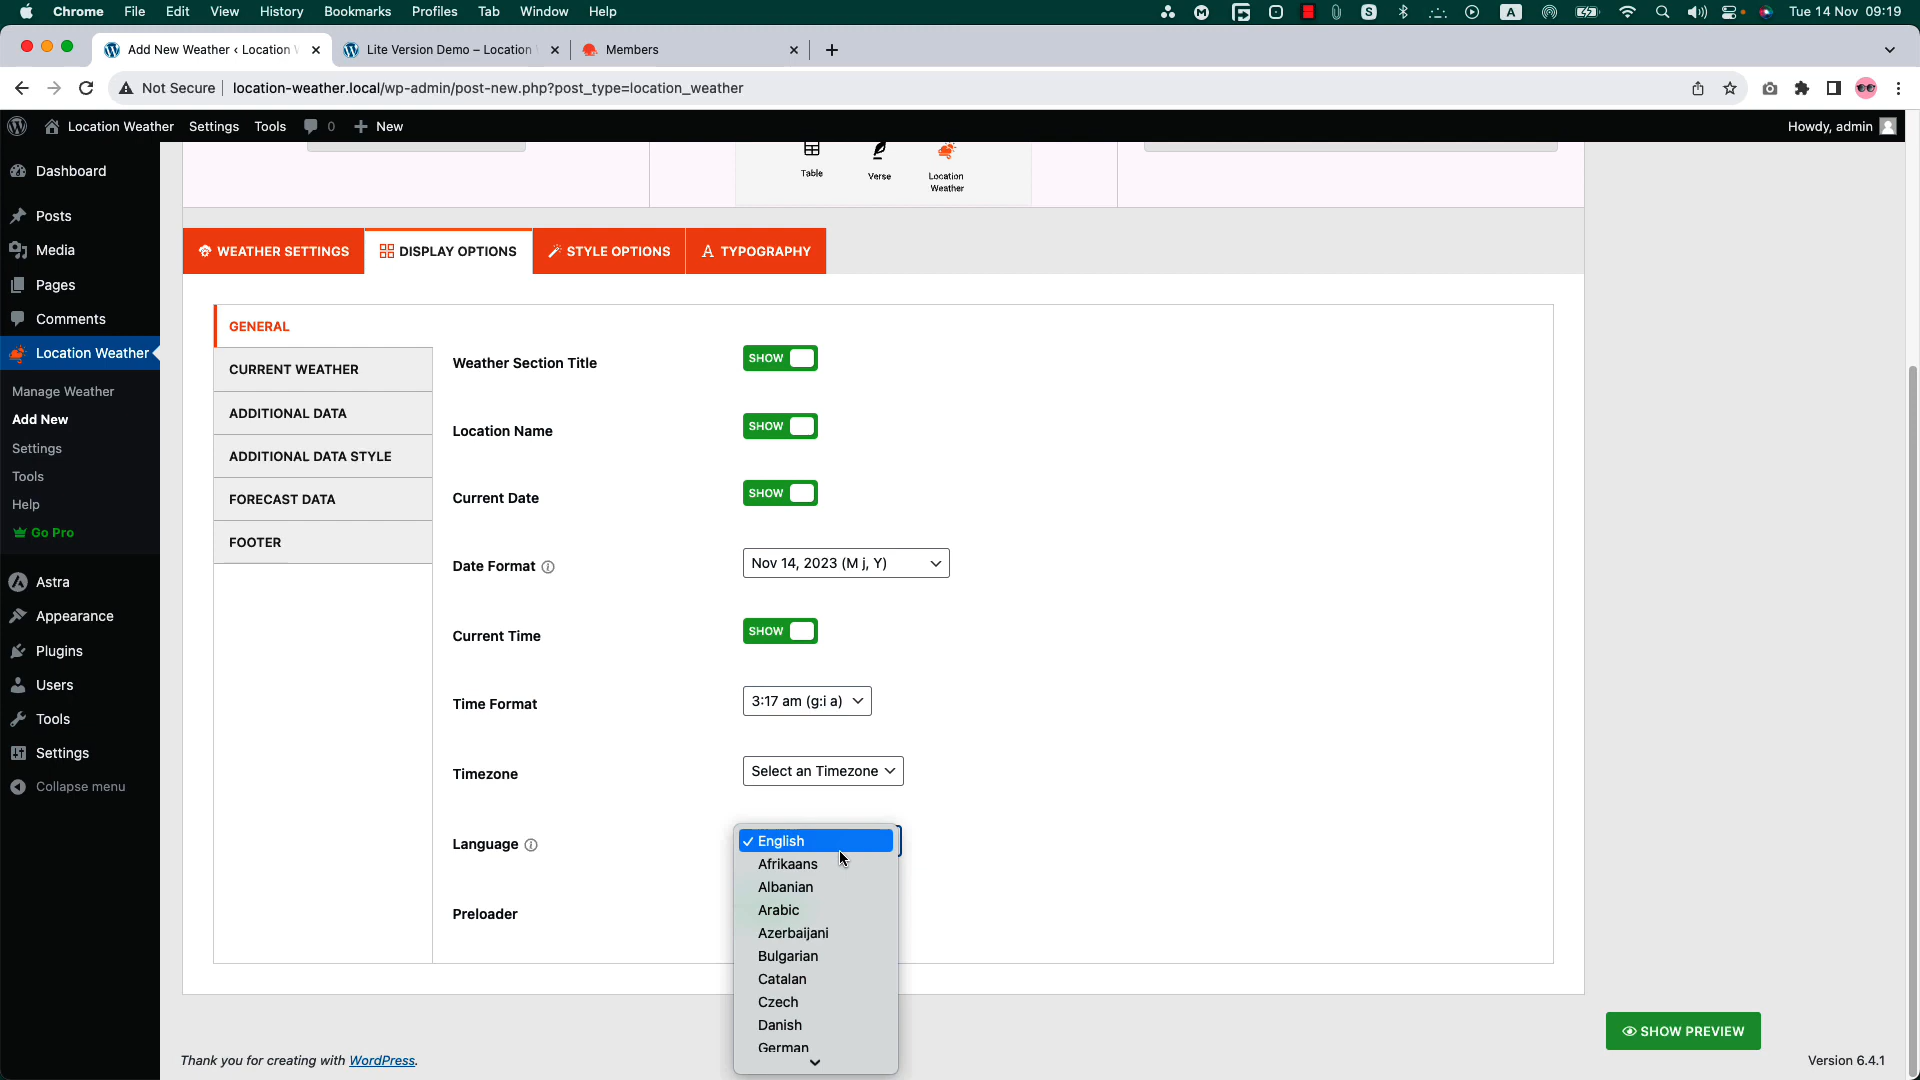 Chrome File Edit View History Bookmarks Profiles Tab Window Help
A Tue 14 Nov 09:19
Add New Weather ‹ Location
Lite Version Demo – Location
Members
Not Secure location-weather.local/wp-admin/post-new.php?post_type=location_weather
Location Weather Settings Tools 0 New Howdy, admin
Dashboard
Posts
Media
Pages
Comments
Location Weather
Manage Weather
Add New
Settings
Tools
Help
Go Pro
Astra
Appearance
Plugins
Users
Tools
Settings
Collapse menu
Table Verse Location
Weather
WEATHER SETTINGS DISPLAY OPTIONS STYLE OPTIONS A TYPOGRAPHY
GENERAL
CURRENT WEATHER
ADDITIONAL DATA
ADDITIONAL DATA STYLE
FORECAST DATA
FOOTER
Weather Section Title SHOW
Location Name SHOW
Current Date SHOW
Date Format Nov 14, 2023 (M j, Y)
Current Time SHOW
Time Format 3:17 am (g:i a)
Timezone Select an Timezone
Language
Preloader
✓ English
Afrikaans
Albanian
Arabic
Azerbaijani
Bulgarian
Catalan
Czech
Danish
German
SHOW PREVIEW
Thank you for creating with WordPress.
Version 6.4.1